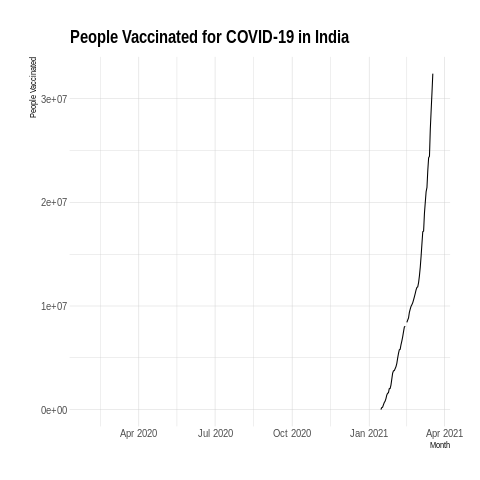 People Vaccinated for COVID-19 in India
People Vaccinated
3e+07
2e+07
1e+07
0e+00
Apr 2020 Jul 2020 Oct 2020 Jan 2021 Apr 2021
Month